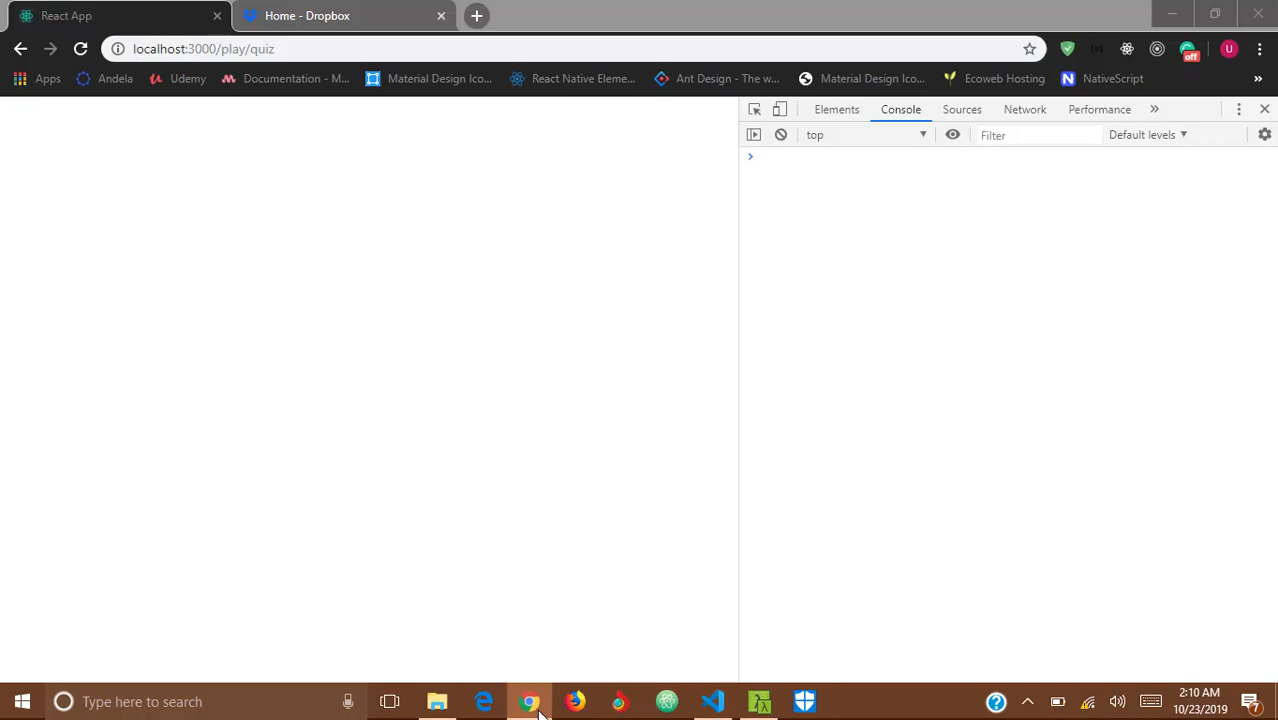 React App
Home - Dropbox
localhost:3000/play/quiz
off
U
Apps
Andela
Udemy
Documentation - M...
Material Design Ico...
React Native Eleme...
Ant Design - The w...
Material Design Ico...
Ecoweb Hosting
NativeScript
»
Elements
Console
Sources
Network
Performance
»
top
Filter
Default levels
Type here to search
2:10 AM
10/23/2019
7